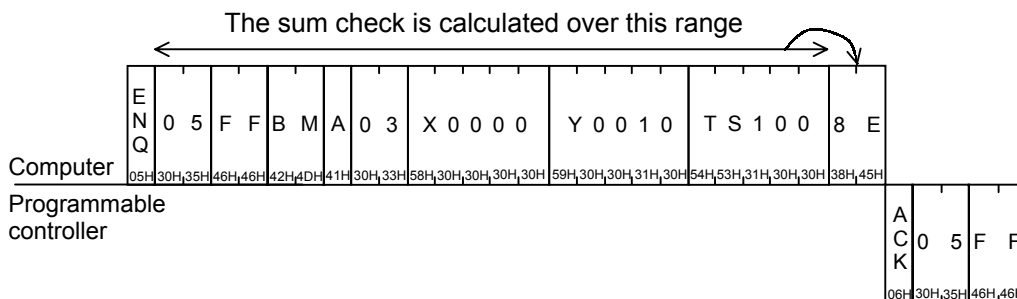 The sum check is calculated over this range
ENQ 0 5 F F B M A 0 3 X 0 0 0 0 Y 0 0 1 0 T S 1 0 0 8 E
Computer
05H 30H 35H 46H 46H 42H 4DH 41H 30H 33H 58H 30H 30H 30H 30H 59H 30H 30H 31H 30H 54H 53H 31H 30H 30H 38H 45H
Programmable
controller
ACK 0 5 F F
06H 30H 35H 46H 46H